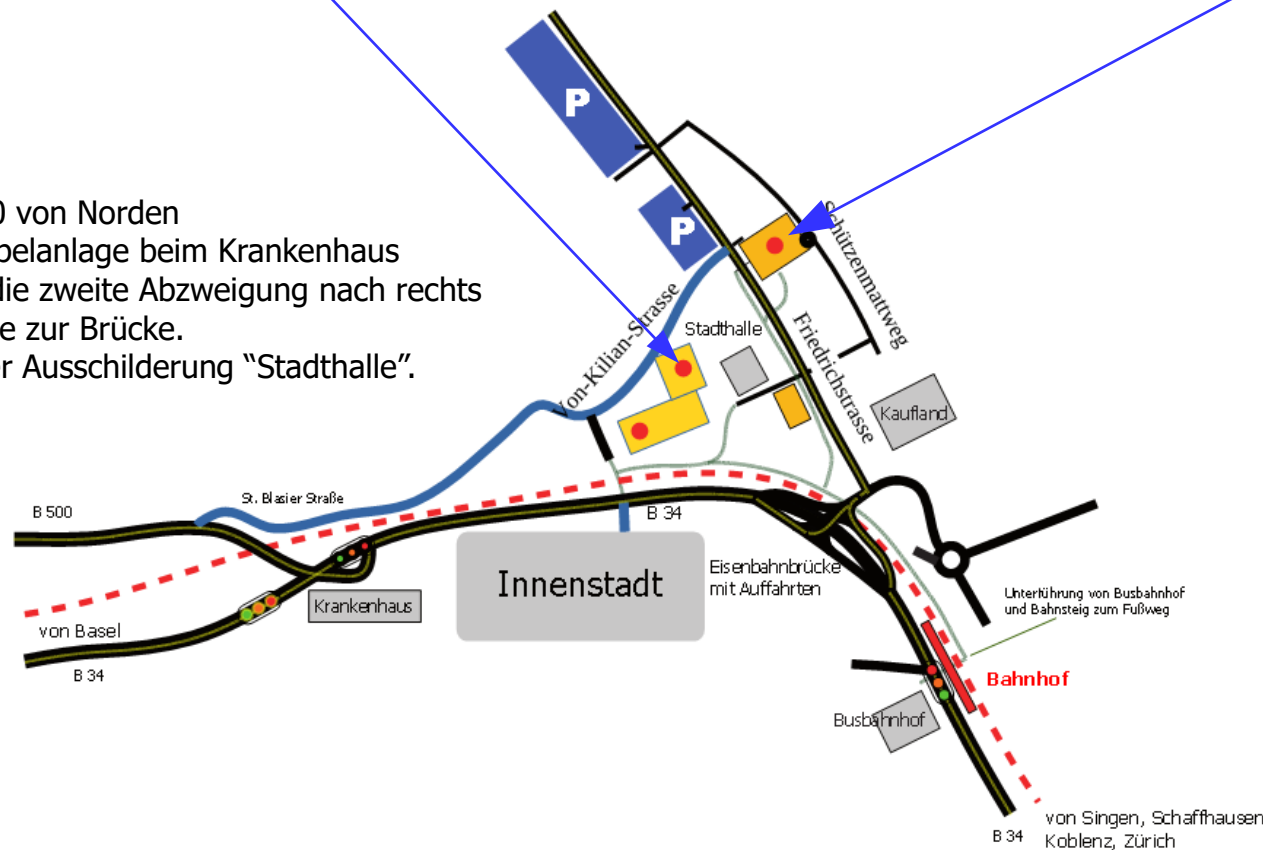 P
P
0 von Norden
belanlage beim Krankenhaus
die zweite Abzweigung nach rechts
e zur Brücke.
r Ausschilderung “Stadthalle”.
Schützenmattweg
Von-Kilian-Strasse
Stadthalle
Friedrichstrasse
Kaufland
St. Blasier Straße
B 500
B 34
Innenstadt
Eisenbahnbrücke
mit Auffahrten
Krankenhaus
Unterführung von Busbahnhof
und Bahnsteig zum Fußweg
von Basel
B 34
Bahnhof
Busbahnhof
von Singen, Schaffhausen
B 34
Koblenz, Zürich